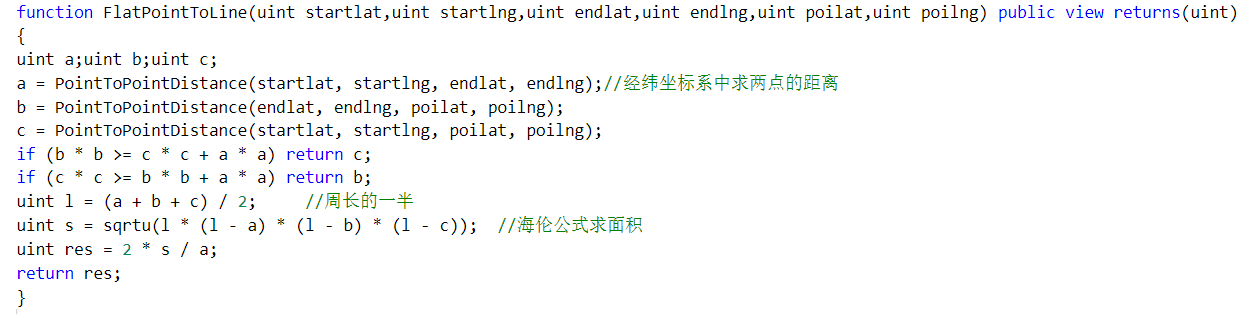 function FlatPointToLine(uint startlat,uint startlng,uint endlat,uint endlng,uint poilat,uint poilng) public view returns(uint)
{
uint a;uint b;uint c;
a = PointToPointDistance(startlat, startlng, endlat, endlng);//经纬坐标系中求两点的距离
b = PointToPointDistance(endlat, endlng, poilat, poilng);
c = PointToPointDistance(startlat, startlng, poilat, poilng);
if (b * b >= c * c + a * a) return c;
if (c * c >= b * b + a * a) return b;
uint l = (a + b + c) / 2;     //周长的一半
uint s = sqrtu(l * (l - a) * (l - b) * (l - c));  //海伦公式求面积
uint res = 2 * s / a;
return res;
}